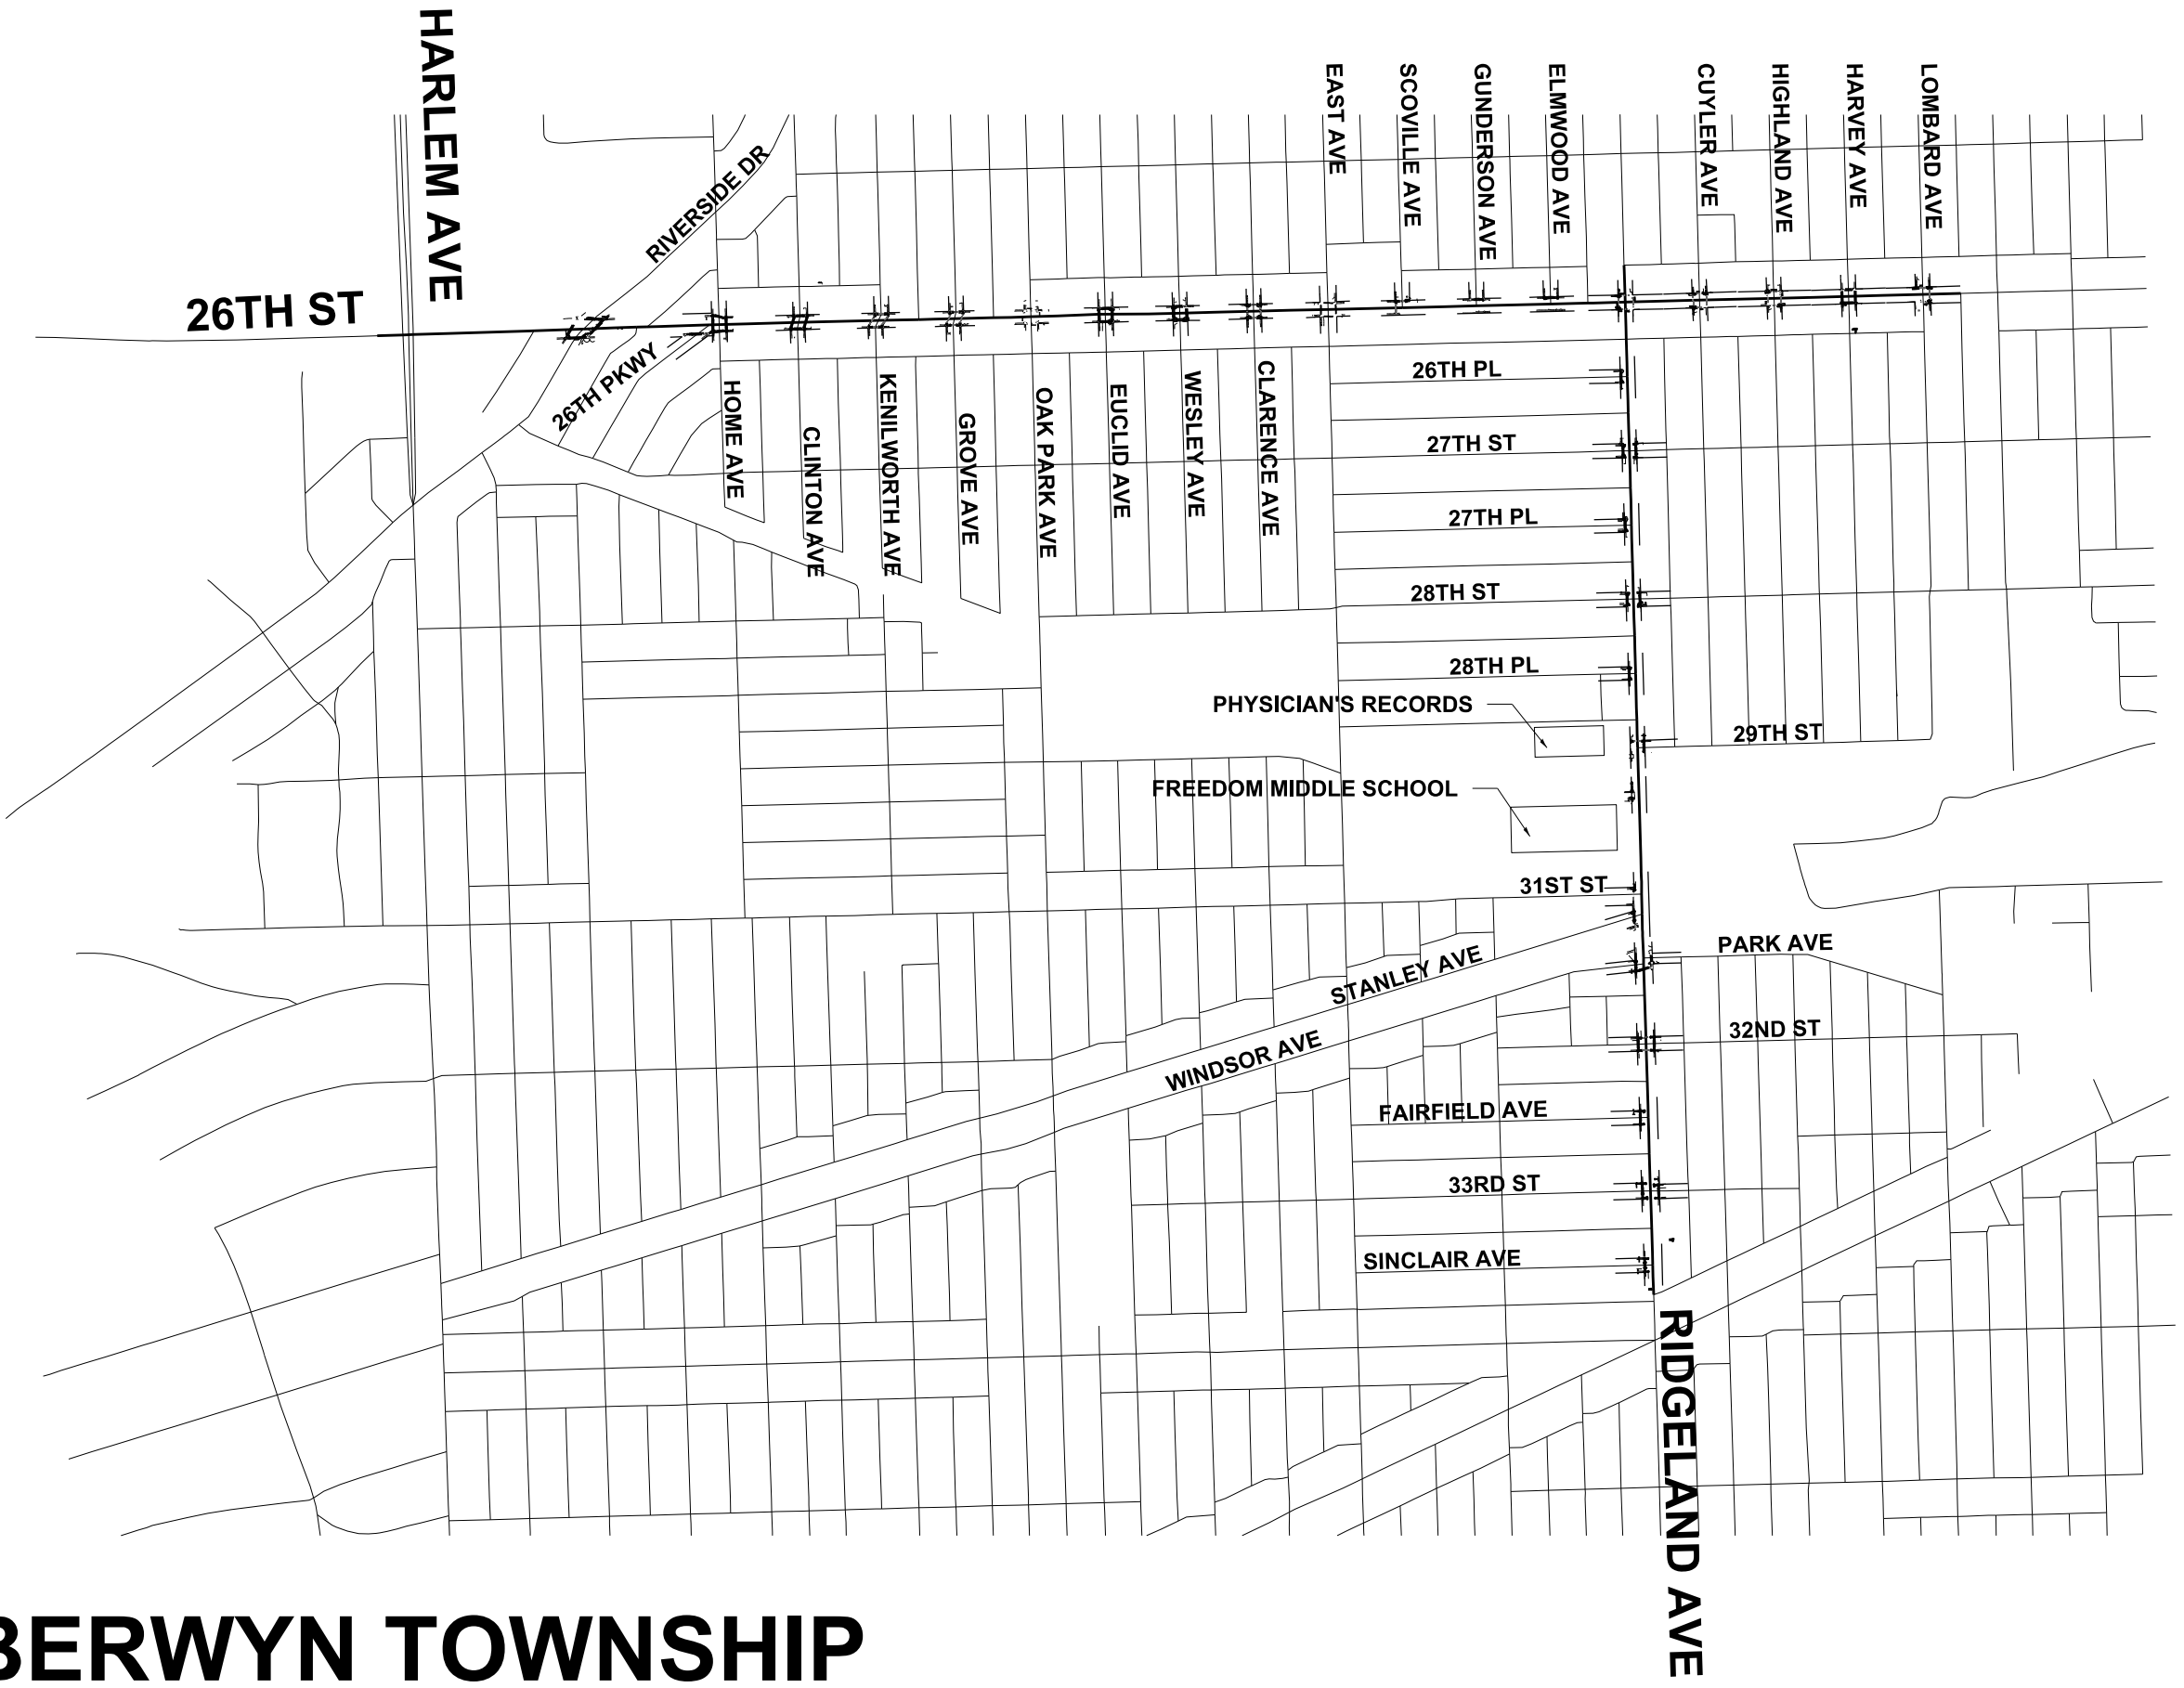 HARLEM AVE
26TH ST
RIVERSIDE DR
26TH PKWY
EAST AVE
SCOVILLE AVE
GUNDERSON AVE
ELMWOOD AVE
CUYLER AVE
HIGHLAND AVE
HARVEY AVE
LOMBARD AVE
HOME AVE
CLINTON AVE
KENILWORTH AVE
GROVE AVE
OAK PARK AVE
EUCLID AVE
WESLEY AVE
CLARENCE AVE
26TH PL
27TH ST
27TH PL
28TH ST
28TH PL
PHYSICIAN'S RECORDS
29TH ST
FREEDOM MIDDLE SCHOOL
31ST ST
PARK AVE
STANLEY AVE
WINDSOR AVE
32ND ST
FAIRFIELD AVE
33RD ST
SINCLAIR AVE
RIDGELAND AVE
BERWYN TOWNSHIP